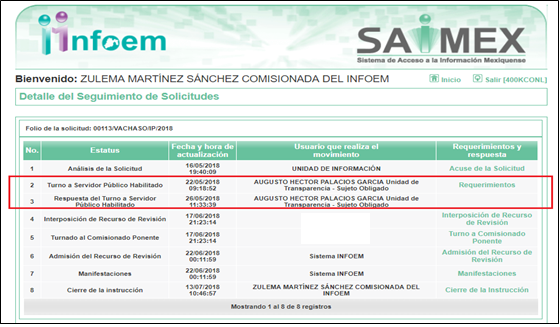 infoem
SAIMEX
Sistema de Acceso a la Información Mexiquense
Bienvenido: ZULEMA MARTÍNEZ SÁNCHEZ COMISIONADA DEL INFOEM
Inicio Salir [400KCONL]
Detalle del Seguimiento de Solicitudes
Folio de la solicitud: 00113/VACHASO/IP/2018
No. Estatus Fecha y hora de actualización Usuario que realiza el movimiento Requerimientos y respuesta
1 Análisis de la Solicitud 16/05/2018 19:40:09 UNIDAD DE INFORMACIÓN Acuse de la Solicitud
2 Turno a Servidor Público Habilitado 22/05/2018 09:18:52 AUGUSTO HECTOR PALACIOS GARCIA Unidad de Transparencia - Sujeto Obligado Requerimientos
3 Respuesta del Turno a Servidor Público Habilitado 26/05/2018 11:33:39 AUGUSTO HECTOR PALACIOS GARCIA Unidad de Transparencia - Sujeto Obligado
4 Interposición de Recurso de Revisión 17/06/2018 21:23:14 Interposición de Recurso de Revisión
5 Turnado al Comisionado Ponente 17/06/2018 21:23:14 Turno a Comisionado Ponente
6 Admisión del Recurso de Revisión 22/06/2018 00:11:59 Sistema INFOEM Admisión del Recurso de Revisión
7 Manifestaciones 22/06/2018 00:11:59 Sistema INFOEM Manifestaciones
8 Cierre de la instrucción 13/07/2018 10:46:57 ZULEMA MARTÍNEZ SÁNCHEZ COMISIONADA DEL INFOEM Cierre de la instrucción
Mostrando 1 al 8 de 8 registros